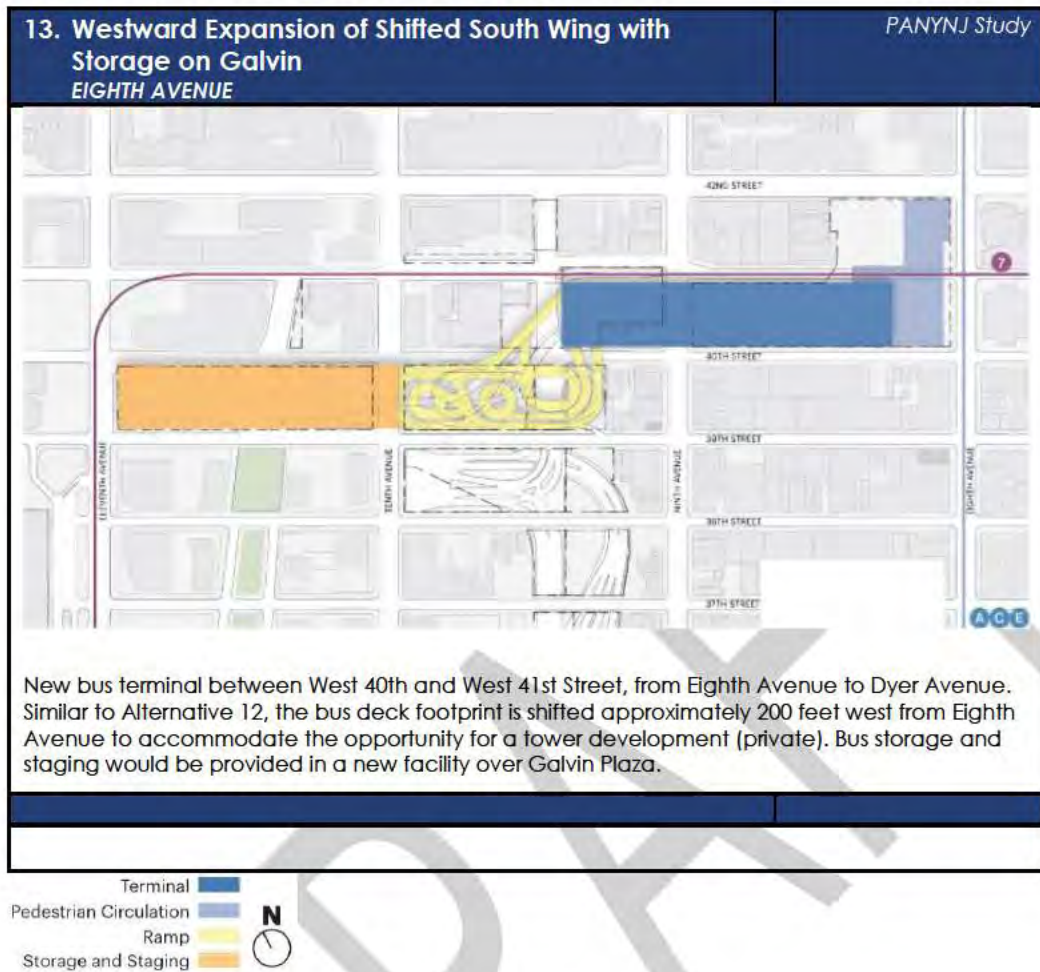 13. Westward Expansion of Shifted South Wing with
Storage on Galvin
EIGHTH AVENUE
PANYNJ Study
42ND STREET
7
40TH STREET
39TH STREET
ELEVENTH AVENUE
TENTH AVENUE
NINTH AVENUE
EIGHTH AVENUE
38TH STREET
37TH STREET
A C E
New bus terminal between West 40th and West 41st Street, from Eighth Avenue to Dyer Avenue.
Similar to Alternative 12, the bus deck footprint is shifted approximately 200 feet west from Eighth
Avenue to accommodate the opportunity for a tower development (private). Bus storage and
staging would be provided in a new facility over Galvin Plaza.
Terminal
Pedestrian Circulation
Ramp
Storage and Staging
N